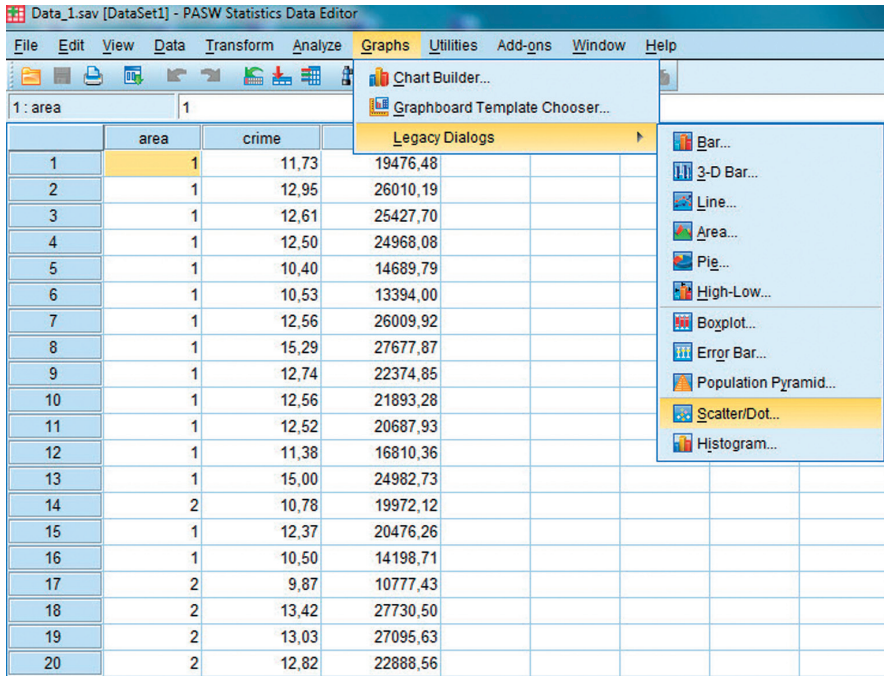 Data_1.sav [DataSet1] - PASW Statistics Data Editor
File Edit View Data Transform Analyze Graphs Utilities Add-ons Window Help
Chart Builder...
Graphboard Template Chooser...
Legacy Dialogs
1 : area 1
area crime
Bar...
3-D Bar...
Line...
Area...
Pie...
High-Low...
Boxplot...
Error Bar...
Population Pyramid...
Scatter/Dot...
Histogram...
1 1 11,73 19476,48
2 1 12,95 26010,19
3 1 12,61 25427,70
4 1 12,50 24968,08
5 1 10,40 14689,79
6 1 10,53 13394,00
7 1 12,56 26009,92
8 1 15,29 27677,87
9 1 12,74 22374,85
10 1 12,56 21893,28
11 1 12,52 20687,93
12 1 11,38 16810,36
13 1 15,00 24982,73
14 2 10,78 19972,12
15 1 12,37 20476,26
16 1 10,50 14198,71
17 2 9,87 10777,43
18 2 13,42 27730,50
19 2 13,03 27095,63
20 2 12,82 22888,56